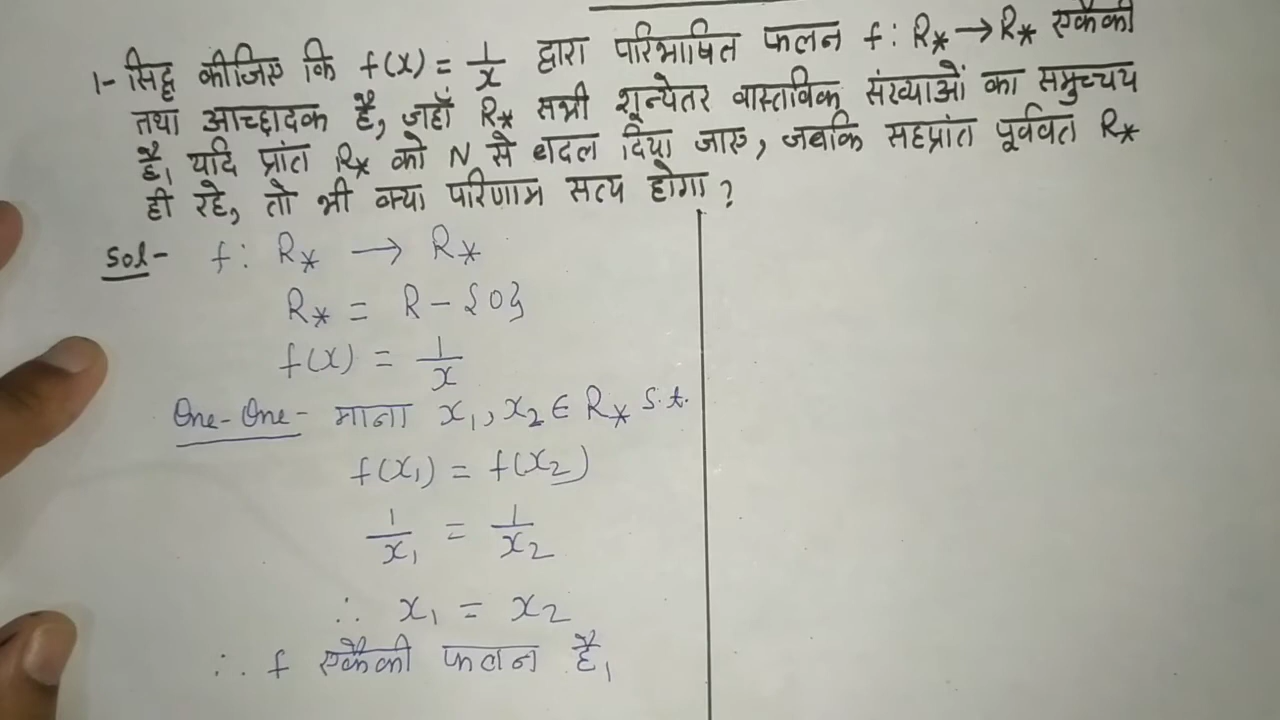 1- सिद्ध कीजिए कि f(x) = 1/x द्वारा परिभाषित फलन f: R* → R* एकैकी
तथा आच्छादक है, जहाँ R* सभी शून्येतर वास्तविक संख्याओं का समुच्चय
है। यदि प्रांत R* को N से बदल दिया जाए, जबकि सहप्रांत पूर्ववत R*
ही रहे, तो भी क्या परिणाम सत्य होगा?
Sol- f: R* → R*
R* = R - {0}
f(x) = 1/x
One-One- माना x₁, x₂ ∈ R* s.t.
f(x₁) = f(x₂)
1/x₁ = 1/x₂
∴ x₁ = x₂
∴ f एकैकी फलन है।